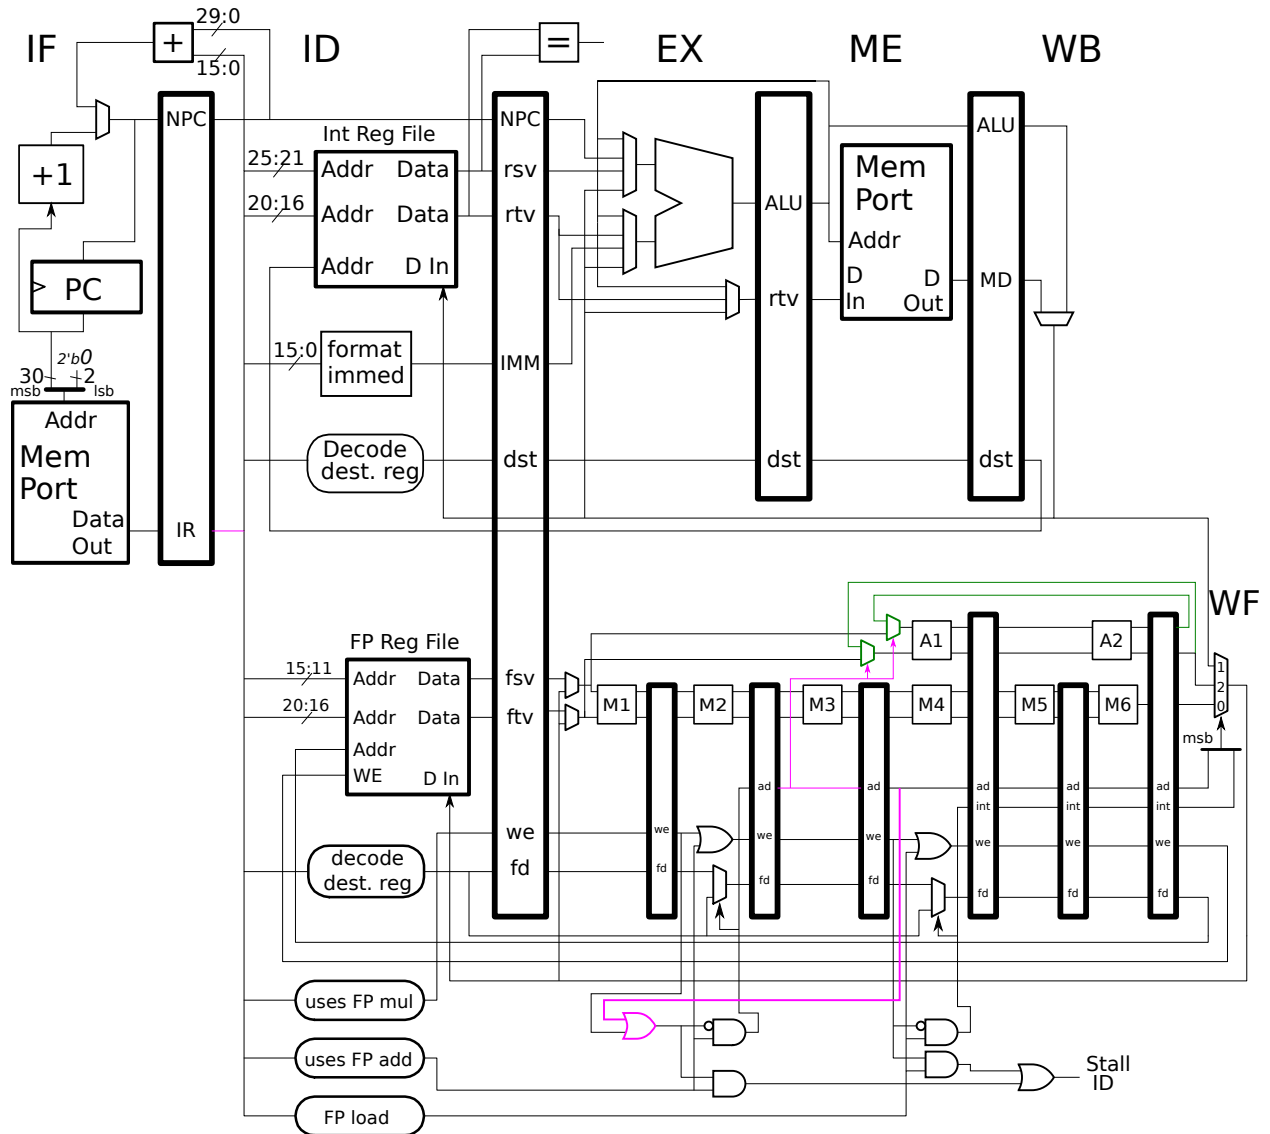 IF
ID
EX
ME
WB
29:0
15:0
+
=
NPC
NPC
ALU
+1
Int Reg File
25:21
Addr
Data
rsv
20:16
Addr
Data
rtv
Addr
D In
ALU
Mem
Port
Addr
D
In
D
Out
MD
PC
rtv
15:0
format
immed
IMM
2'b0
30
2
msb
lsb
Addr
Mem
Port
Data
Out
IR
Decode
dest. reg
dst
dst
dst
WF
FP Reg File
15:11
Addr
Data
fsv
20:16
Addr
Data
ftv
Addr
WE
D In
A1
A2
M1
M2
M3
M4
M5
M6
1
2
0
msb
ad
ad
ad
ad
ad
int
int
int
we
we
we
we
we
we
we
fd
fd
fd
fd
fd
fd
fd
decode
dest. reg
uses FP mul
uses FP add
FP load
Stall
ID